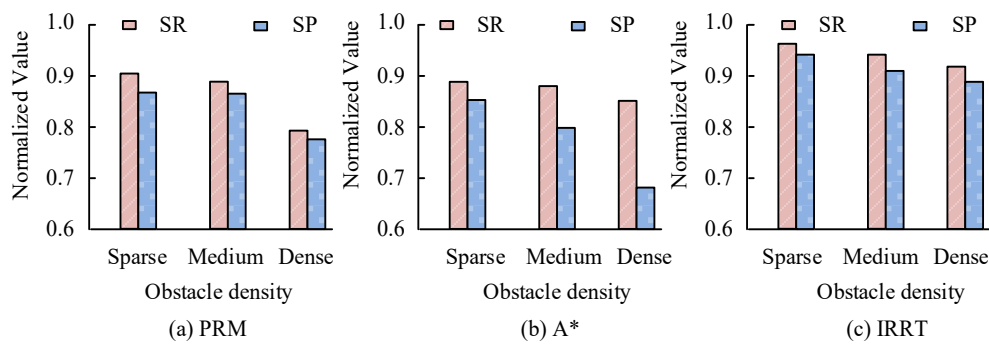 SR SP
Normalized Value
1.0
0.9
0.8
0.7
0.6
Sparse Medium Dense
Obstacle density
(a) PRM
SR SP
Normalized Value
1.0
0.9
0.8
0.7
0.6
Sparse Medium Dense
Obstacle density
(b) A*
SR SP
Normalized Value
1.0
0.9
0.8
0.7
0.6
Sparse Medium Dense
Obstacle density
(c) IRRT